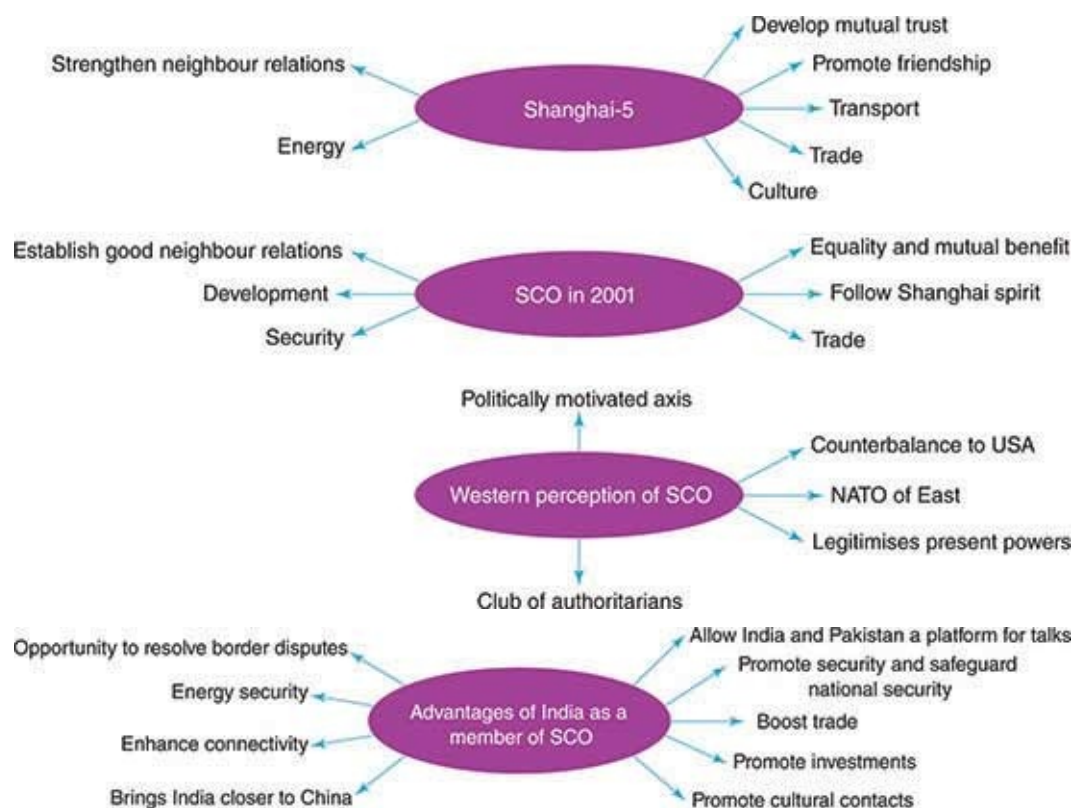 Develop mutual trust
Strengthen neighbour relations
Promote friendship
Shanghai-5
Transport
Energy
Trade
Culture
Establish good neighbour relations
Equality and mutual benefit
Development
SCO in 2001
Follow Shanghai spirit
Security
Trade
Politically motivated axis
Counterbalance to USA
Western perception of SCO
NATO of East
Legitimises present powers
Club of authoritarians
Opportunity to resolve border disputes
Allow India and Pakistan a platform for talks
Promote security and safeguard
national security
Energy security
Advantages of India as a
member of SCO
Boost trade
Enhance connectivity
Promote investments
Brings India closer to China
Promote cultural contacts